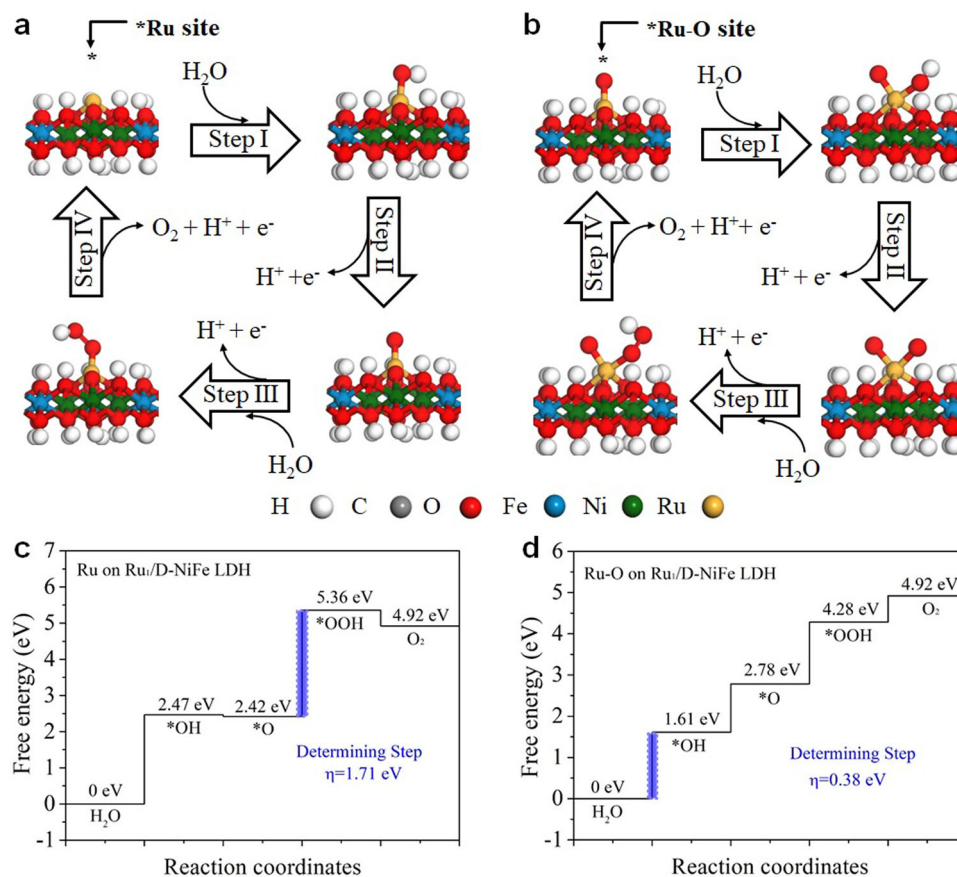 a
*Ru site
*
H₂O
Step I
Step II
H⁺ +e⁻
Step III
H⁺ + e⁻
H₂O
Step IV
O₂ + H⁺ + e⁻
b
*Ru-O site
*
H₂O
Step I
Step II
H⁺ + e⁻
Step III
H⁺ + e⁻
H₂O
Step IV
O₂ + H⁺ + e⁻
H C O Fe Ni Ru
c
Ru on Ru₁/D-NiFe LDH
Free energy (eV)
7
6
5
4
3
2
1
0
-1
0 eV
H₂O
2.47 eV
*OH
2.42 eV
*O
5.36 eV
*OOH
4.92 eV
O₂
Determining Step
η=1.71 eV
Reaction coordinates
d
Ru-O on Ru₁/D-NiFe LDH
Free energy (eV)
6
5
4
3
2
1
0
-1
0 eV
H₂O
1.61 eV
*OH
2.78 eV
*O
4.28 eV
*OOH
4.92 eV
O₂
Determining Step
η=0.38 eV
Reaction coordinates